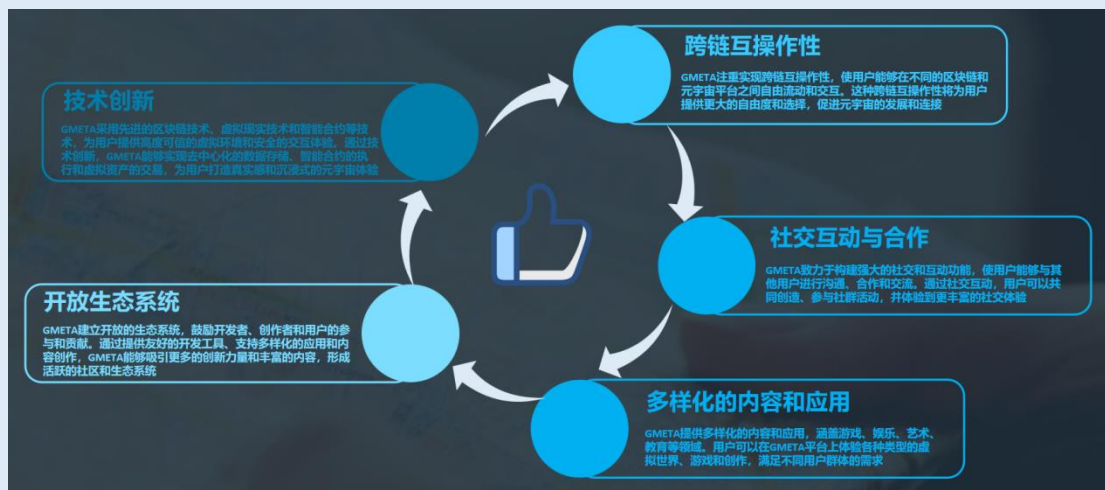 跨链互操作性
GMETA注重实现跨链互操作性，使用户能够在不同的区块链和
元宇宙平台之间自由流动和交互。这种跨链互操作性将为用户
提供更大的自由度和选择，促进元宇宙的发展和连接
技术创新
GMETA采用先进的区块链技术、虚拟现实技术和智能合约等技
术，为用户提供高度可信的虚拟环境和安全的交互体验。通过技
术创新，GMETA能够实现去中心化的数据存储、智能合约的执
行和虚拟资产的交易，为用户打造真实感和沉浸式的元宇宙体验
社交互动与合作
GMETA致力于构建强大的社交和互动功能，使用户能够与其
他用户进行沟通、合作和交流。通过社交互动，用户可以共
同创造、参与社群活动，并体验到更丰富的社交体验
开放生态系统
GMETA建立开放的生态系统，鼓励开发者、创作者和用户的参
与和贡献。通过提供友好的开发工具、支持多样化的应用和内
容创作，GMETA能够吸引更多的创新力量和丰富的内容，形成
活跃的社区和生态系统
多样化的内容和应用
GMETA提供多样化的内容和应用，涵盖游戏、娱乐、艺术、
教育等领域。用户可以在GMETA平台上体验各种类型的虚
拟世界、游戏和创作，满足不同用户群体的需求